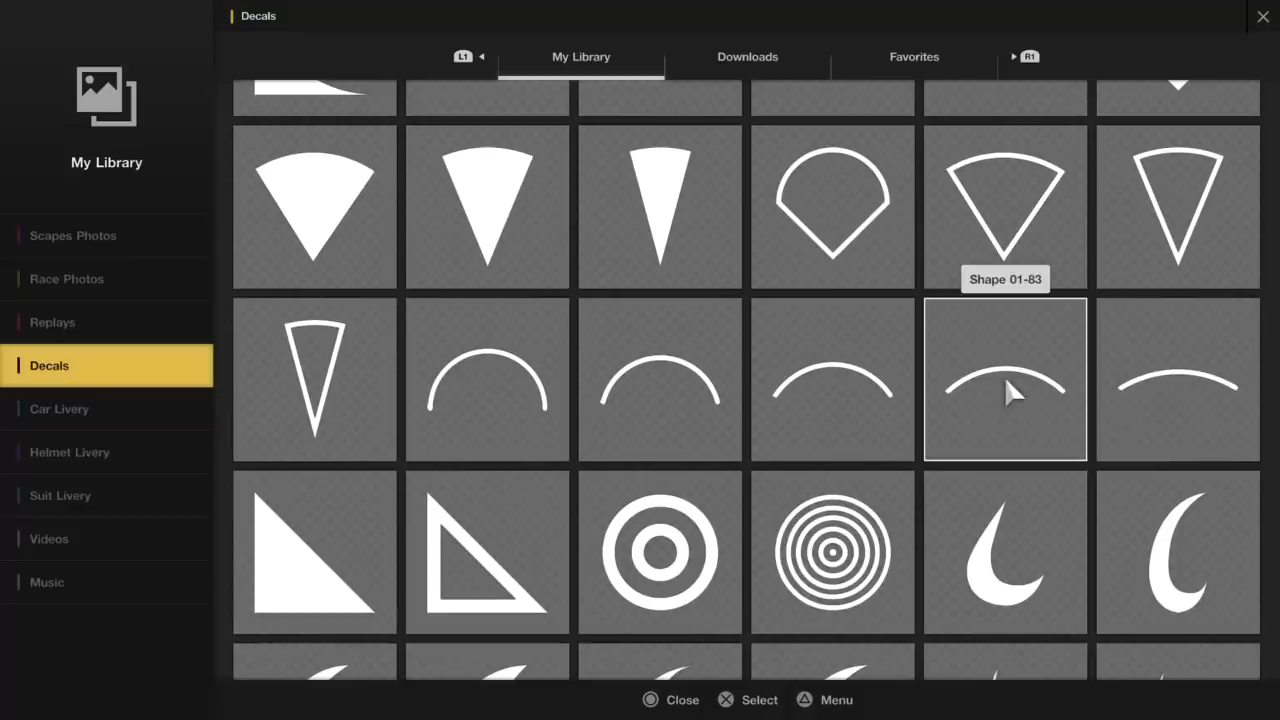 Decals
L1
My Library
Downloads
Favorites
R1
My Library
Scapes Photos
Race Photos
Replays
Decals
Car Livery
Helmet Livery
Suit Livery
Videos
Music
Shape 01-83
Close
Select
Menu